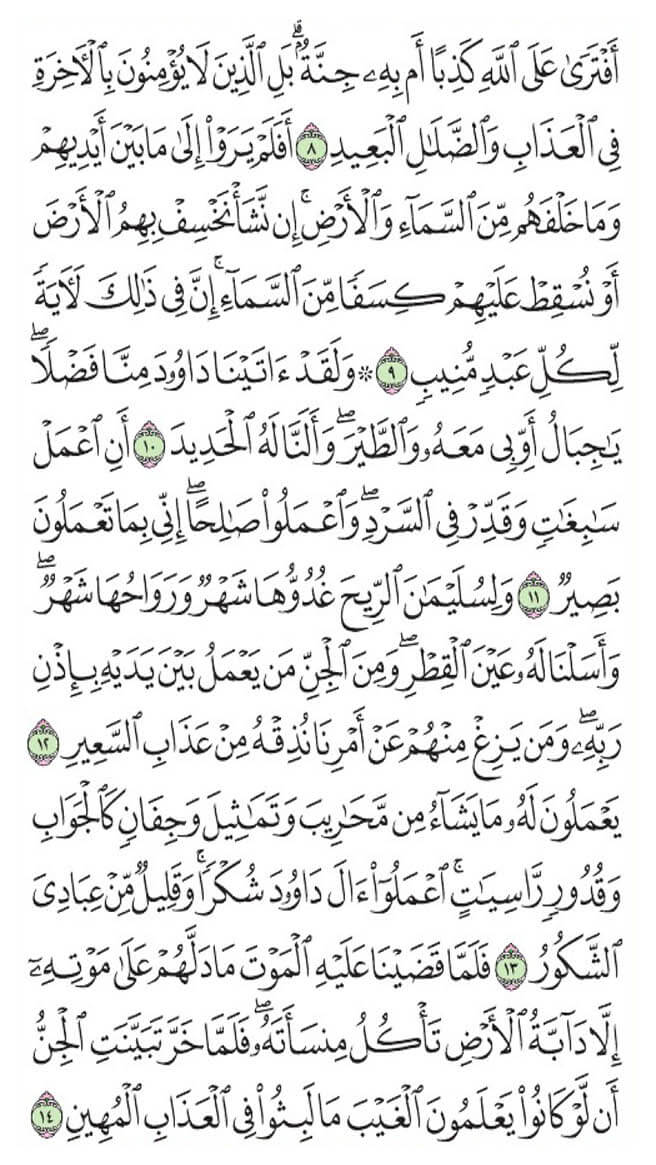 أَفْتَرَىٰ عَلَى ٱللَّهِ كَذِبًا أَم بِهِۦ جِنَّةٌۢ ۗ بَلِ ٱلَّذِينَ لَا يُؤْمِنُونَ بِٱلْءَاخِرَةِ
فِى ٱلْعَذَابِ وَٱلضَّلَٰلِ ٱلْبَعِيدِ ٨ أَفَلَمْ يَرَوْا۟ إِلَىٰ مَا بَيْنَ أَيْدِيهِمْ
وَمَا خَلْفَهُم مِّنَ ٱلسَّمَآءِ وَٱلْأَرْضِ ۚ إِن نَّشَأْ نَخْسِفْ بِهِمُ ٱلْأَرْضَ
أَوْ نُسْقِطْ عَلَيْهِمْ كِسَفًا مِّنَ ٱلسَّمَآءِ ۚ إِنَّ فِى ذَٰلِكَ لَءَايَةً
لِّكُلِّ عَبْدٍ مُّنِيبٍ ٩ ۞ وَلَقَدْ ءَاتَيْنَا دَاوُۥدَ مِنَّا فَضْلًا ۖ
يَٰجِبَالُ أَوِّبِى مَعَهُۥ وَٱلطَّيْرَ ۖ وَأَلَنَّا لَهُ ٱلْحَدِيدَ ١٠ أَنِ ٱعْمَلْ
سَٰبِغَٰتٍ وَقَدِّرْ فِى ٱلسَّرْدِ ۖ وَٱعْمَلُوا۟ صَٰلِحًا ۖ إِنِّى بِمَا تَعْمَلُونَ
بَصِيرٌ ١١ وَلِسُلَيْمَٰنَ ٱلرِّيحَ غُدُوُّهَا شَهْرٌ وَرَوَاحُهَا شَهْرٌ ۖ
وَأَسَلْنَا لَهُۥ عَيْنَ ٱلْقِطْرِ ۖ وَمِنَ ٱلْجِنِّ مَن يَعْمَلُ بَيْنَ يَدَيْهِ بِإِذْنِ
رَبِّهِۦ ۖ وَمَن يَزِغْ مِنْهُمْ عَنْ أَمْرِنَا نُذِقْهُ مِنْ عَذَابِ ٱلسَّعِيرِ ١٢
يَعْمَلُونَ لَهُۥ مَا يَشَآءُ مِن مَّحَٰرِيبَ وَتَمَٰثِيلَ وَجِفَانٍ كَٱلْجَوَابِ
وَقُدُورٍ رَّاسِيَٰتٍ ۚ ٱعْمَلُوٓا۟ ءَالَ دَاوُۥدَ شُكْرًا ۚ وَقَلِيلٌ مِّنْ عِبَادِىَ
ٱلشَّكُورُ ١٣ فَلَمَّا قَضَيْنَا عَلَيْهِ ٱلْمَوْتَ مَا دَلَّهُمْ عَلَىٰ مَوْتِهِۦٓ
إِلَّا دَآبَّةُ ٱلْأَرْضِ تَأْكُلُ مِنسَأَتَهُۥ ۖ فَلَمَّا خَرَّ تَبَيَّنَتِ ٱلْجِنُّ
أَن لَّوْ كَانُوا۟ يَعْلَمُونَ ٱلْغَيْبَ مَا لَبِثُوا۟ فِى ٱلْعَذَابِ ٱلْمُهِينِ ١٤